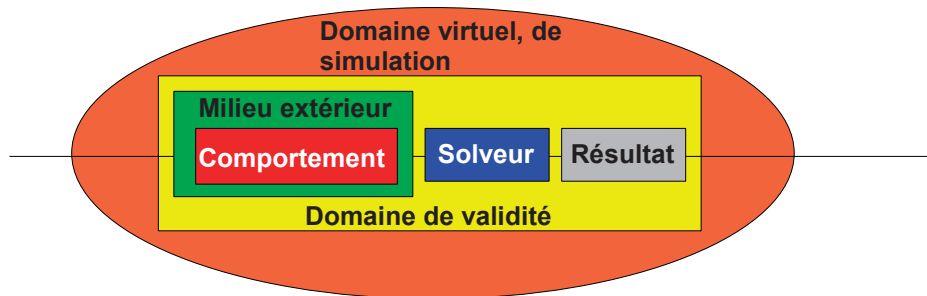 Domaine virtuel, de
simulation
Milieu extérieur
Comportement
Solveur
Résultat
Domaine de validité